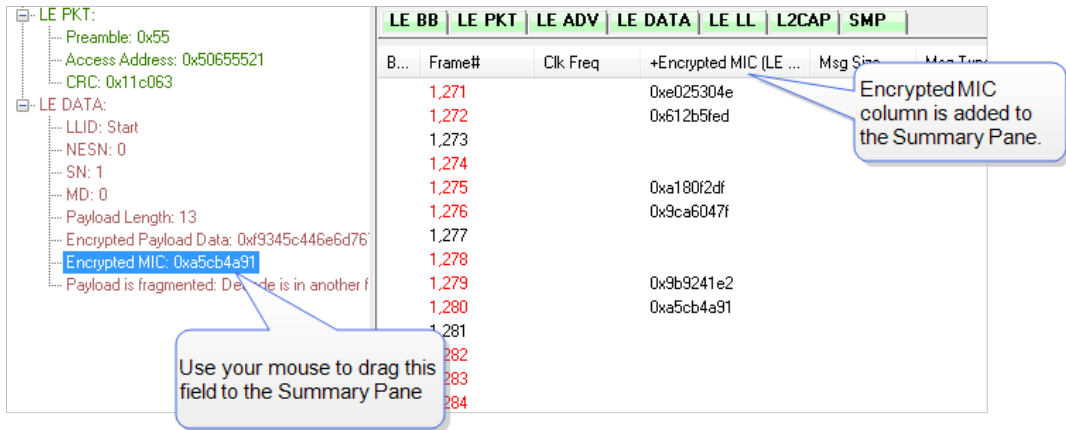 LE PKT:
Preamble: 0x55
Access Address: 0x50655521
CRC: 0x11c063
LE DATA:
LLID: Start
NESN: 0
SN: 1
MD: 0
Payload Length: 13
Encrypted Payload Data: 0xf9345c446e6d76
Encrypted MIC: 0xa5cb4a91
Payload is fragmented: Decode is in another f
Use your mouse to drag this
field to the Summary Pane
LE BB LE PKT LE ADV LE DATA LE LL L2CAP SMP
B... Frame# Clk Freq +Encrypted MIC (LE ... Msg Size Msg Type
1,271 0xe025304e
1,272 0x612b5fed
1,273
1,274
1,275 0xa180f2df
1,276 0x9ca6047f
1,277
1,278
1,279 0x9b9241e2
1,280 0xa5cb4a91
1,281
282
283
284
Encrypted MIC
column is added to
the Summary Pane.